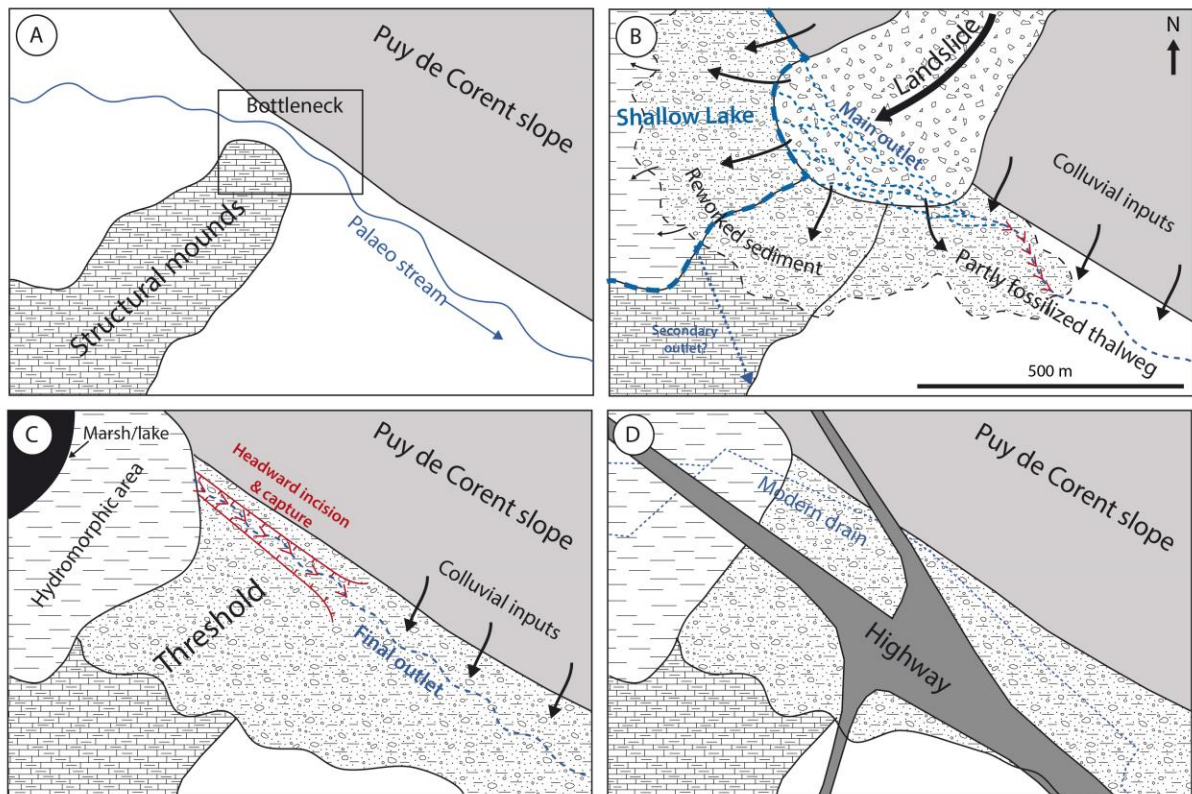 A
Puy de Corent slope
Bottleneck
Structural mounds
Palaeo stream
B
Landslide
N
Shallow Lake
Main outlet
Colluvial inputs
Reworked sediment
Partly fossilized thalweg
Secondary
outlet?
500 m
C
Marsh/lake
Hydromorphic area
Headward incision
& capture
Puy de Corent slope
Colluvial inputs
Threshold
Final outlet
D
Puy de Corent slope
Modern drain
Highway